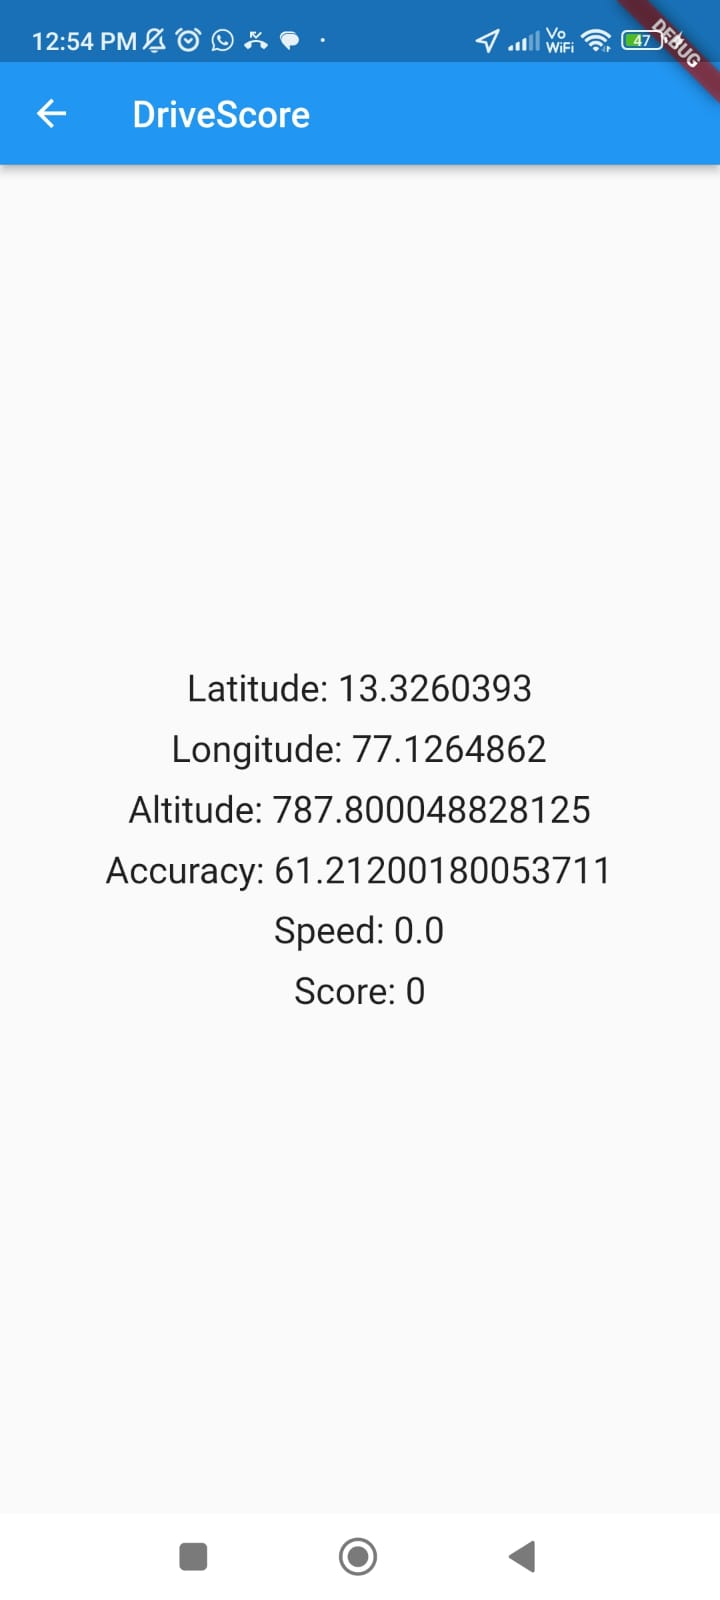 12:54 PM
Vo
WiFi
47
DEBUG
DriveScore
Latitude: 13.3260393
Longitude: 77.1264862
Altitude: 787.800048828125
Accuracy: 61.21200180053711
Speed: 0.0
Score: 0